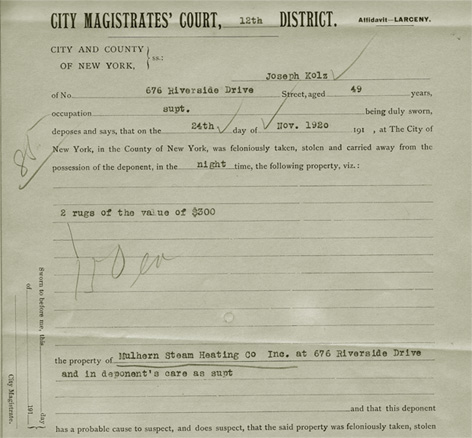 CITY MAGISTRATES' COURT, 12th DISTRICT. Affidavit—LARCENY.
CITY AND COUNTY
OF NEW YORK, ss.:
Joseph Kolz
of No. 676 Riverside Drive Street, aged 49 years,
occupation supt. being duly sworn,
deposes and says, that on the 24th day of Nov. 1920 191 , at The City of
New York, in the County of New York, was feloniously taken, stolen and carried away from the
possession of the deponent, in the night time, the following property, viz.:
2 rugs of the value of $300
the property of Mulhern Steam Heating Co Inc. at 676 Riverside Drive
and in deponent's care as supt
and that this deponent
has a probable cause to suspect, and does suspect, that the said property was feloniously taken, stolen
Sworn to before me, this
day
of 191
City Magistrate.